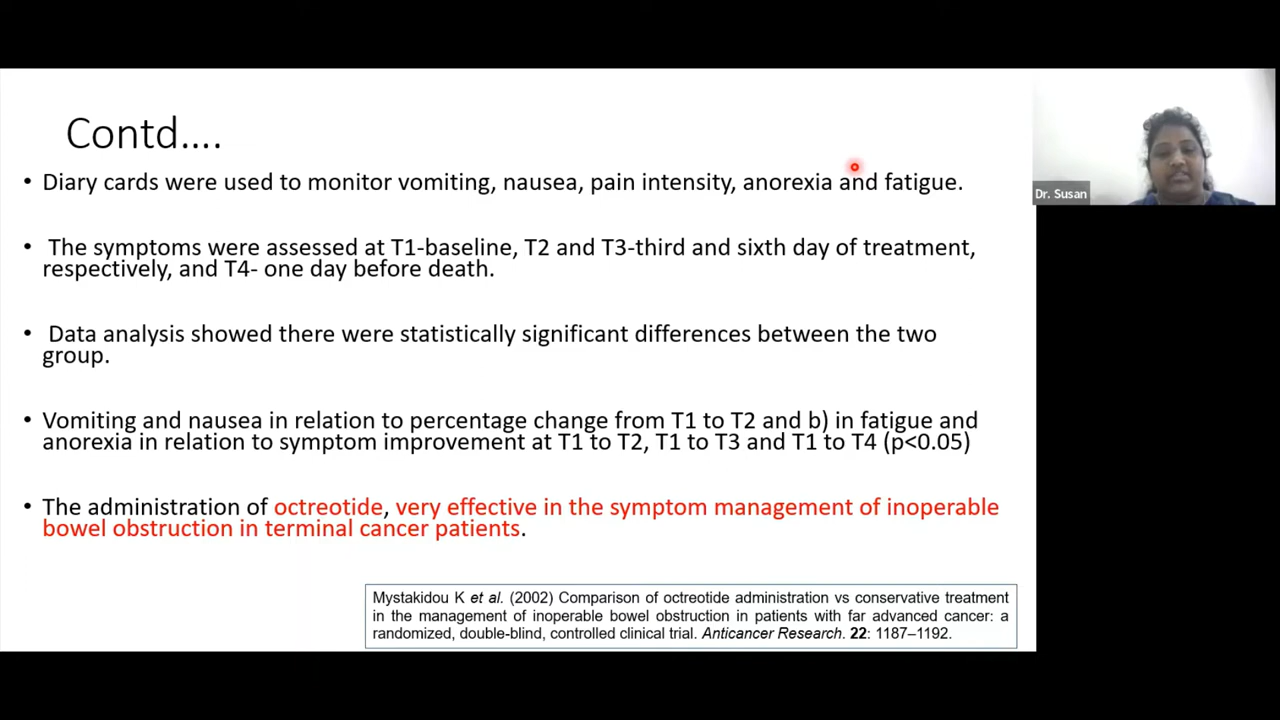 Contd....
• Diary cards were used to monitor vomiting, nausea, pain intensity, anorexia and fatigue.
• The symptoms were assessed at T1-baseline, T2 and T3-third and sixth day of treatment,
respectively, and T4- one day before death.
• Data analysis showed there were statistically significant differences between the two
group.
• Vomiting and nausea in relation to percentage change from T1 to T2 and b) in fatigue and
anorexia in relation to symptom improvement at T1 to T2, T1 to T3 and T1 to T4 (p<0.05)
• The administration of octreotide, very effective in the symptom management of inoperable
bowel obstruction in terminal cancer patients.
Mystakidou K et al. (2002) Comparison of octreotide administration vs conservative treatment
in the management of inoperable bowel obstruction in patients with far advanced cancer: a
randomized, double-blind, controlled clinical trial. Anticancer Research. 22: 1187–1192.
Dr. Susan